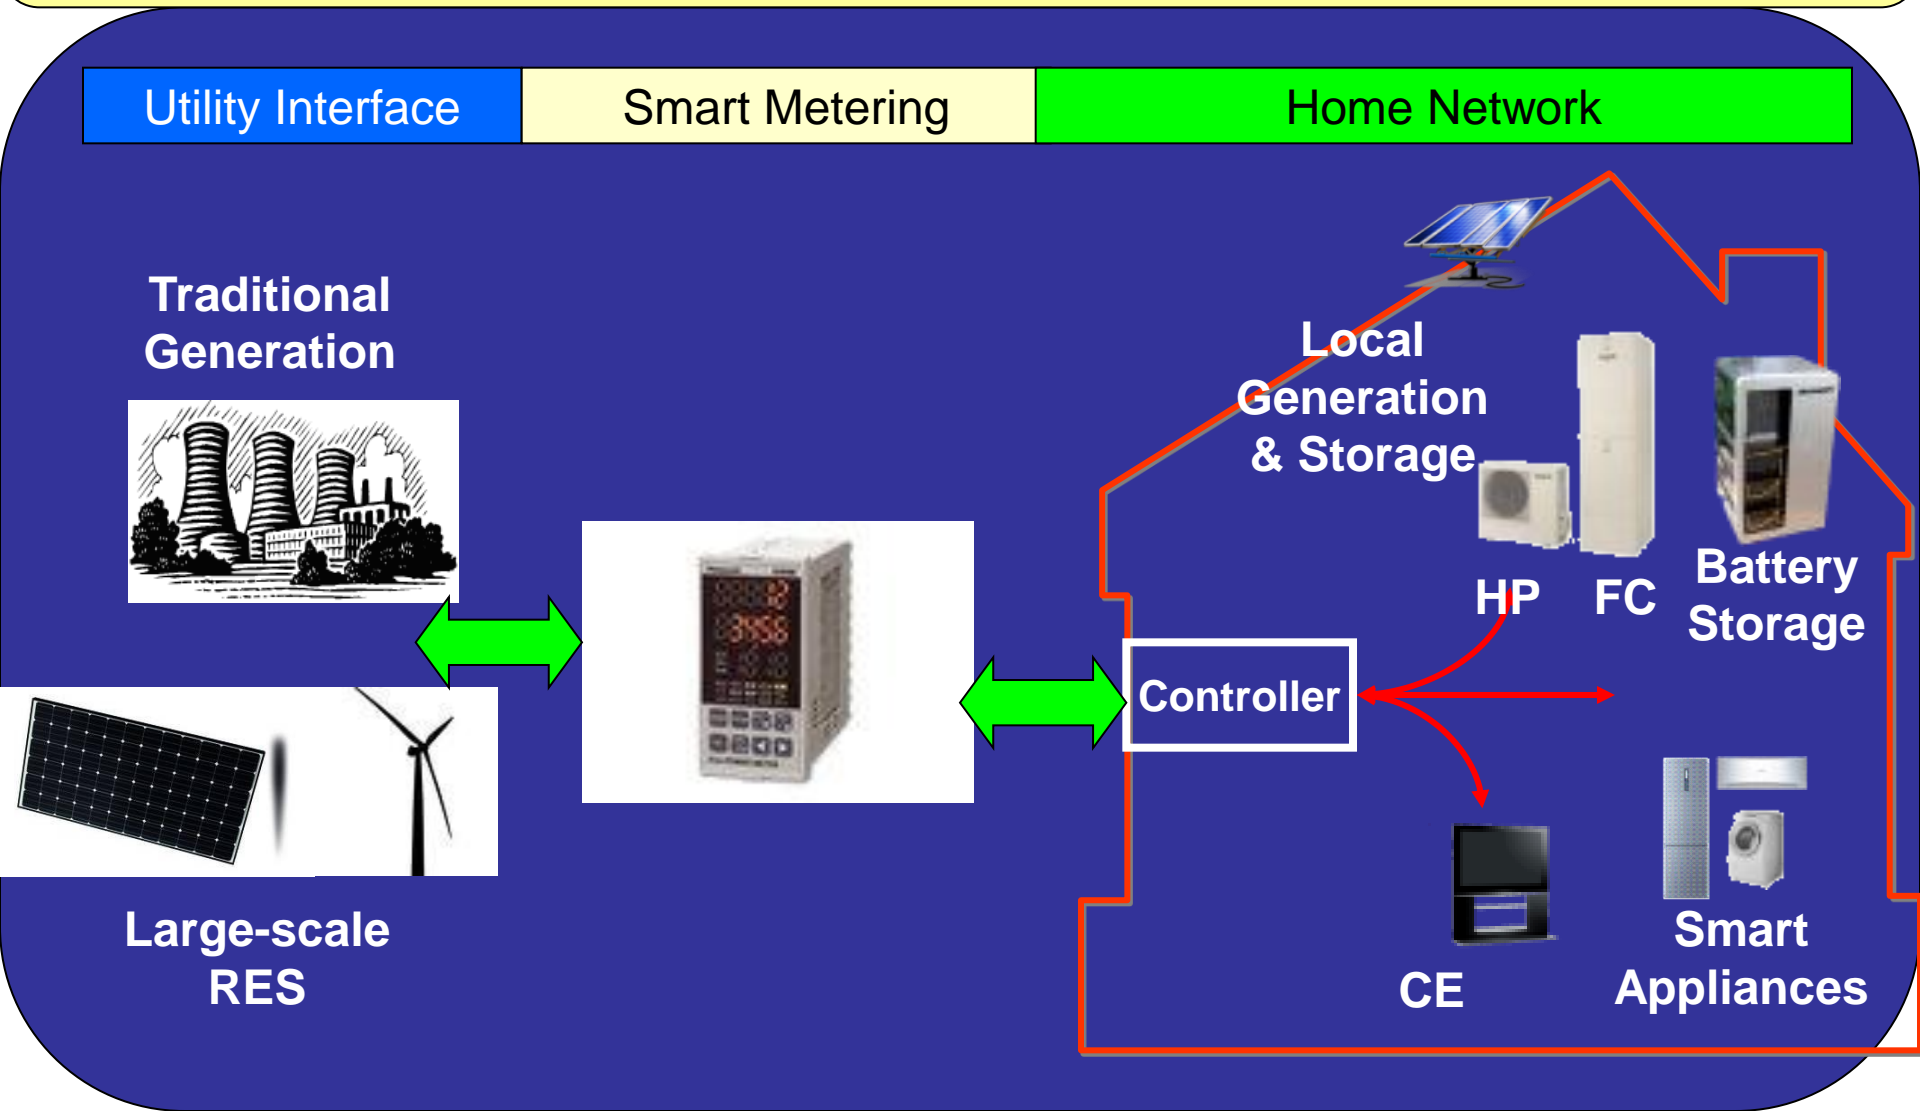 Utility Interface
Smart Metering
Home Network
Traditional
Generation
Local
Generation
& Storage
HP
FC
Battery
Storage
Controller
Large-scale
RES
CE
Smart
Appliances